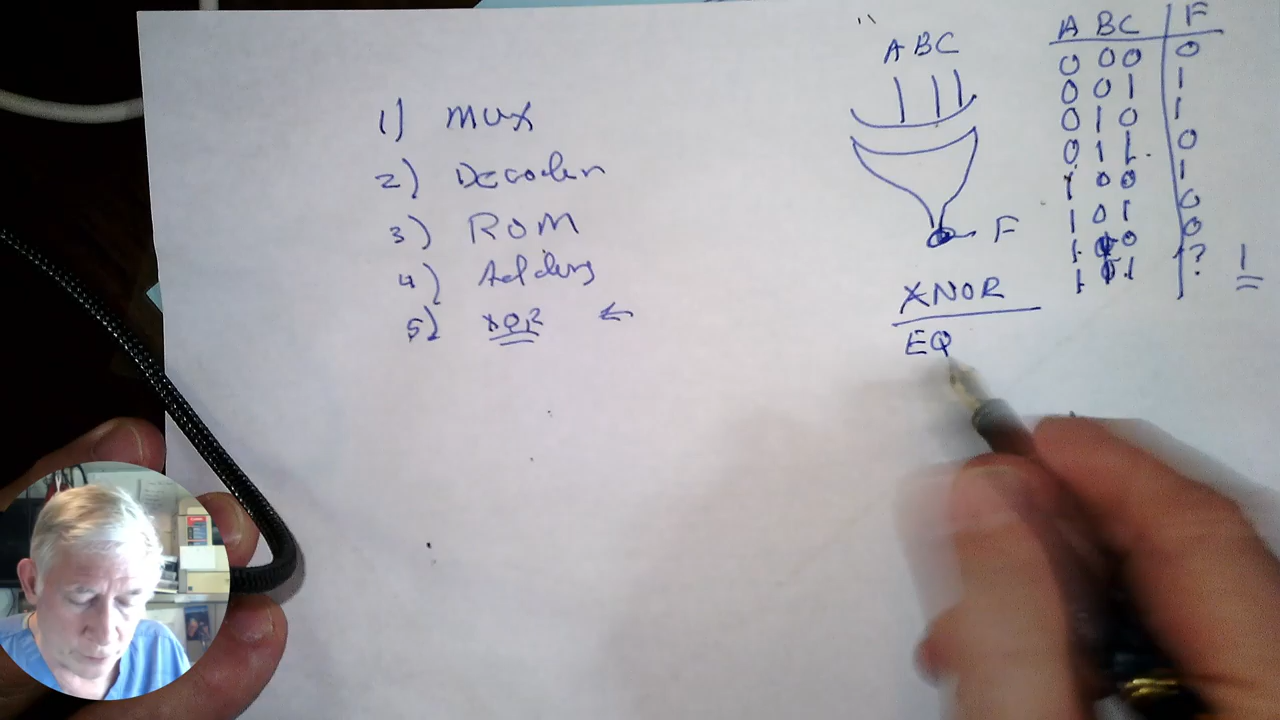 1) MUX
2) Decoder
3) ROM
4) Adders
5) XOR ←
A B C
F
XNOR
EQ
A B C F
0 0 0 0
0 0 1 1
0 1 0 1
0 1 1 0
1 0 0 1
1 0 1 0
1 1 0 0
1 1 1 ? 1